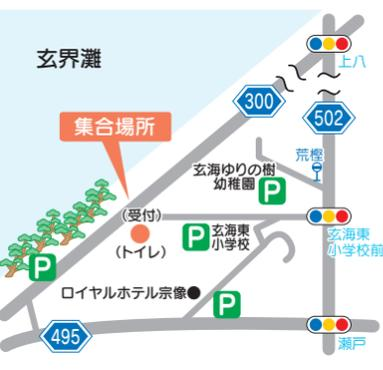 玄界灘
上八
300
502
集合場所
荒樫
玄海ゆりの樹
幼稚園
P
(受付)
(トイレ)
P
玄海東
小学校
玄海東
小学校前
P
ロイヤルホテル宗像
P
495
瀬戸